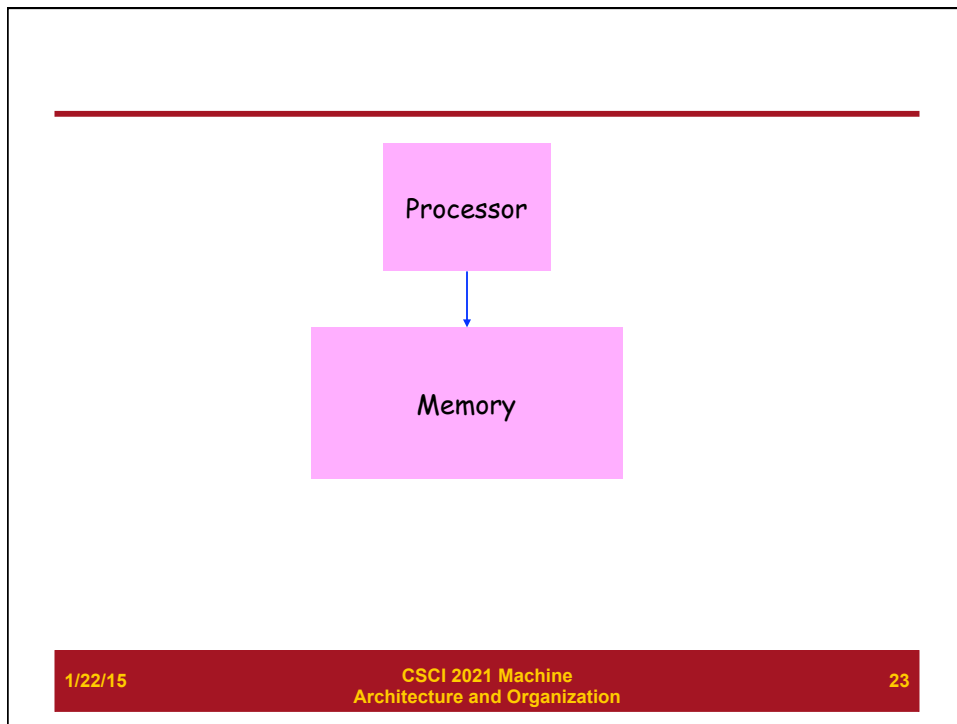 Processor
Memory
1/22/15
CSCI 2021 Machine
Architecture and Organization
23